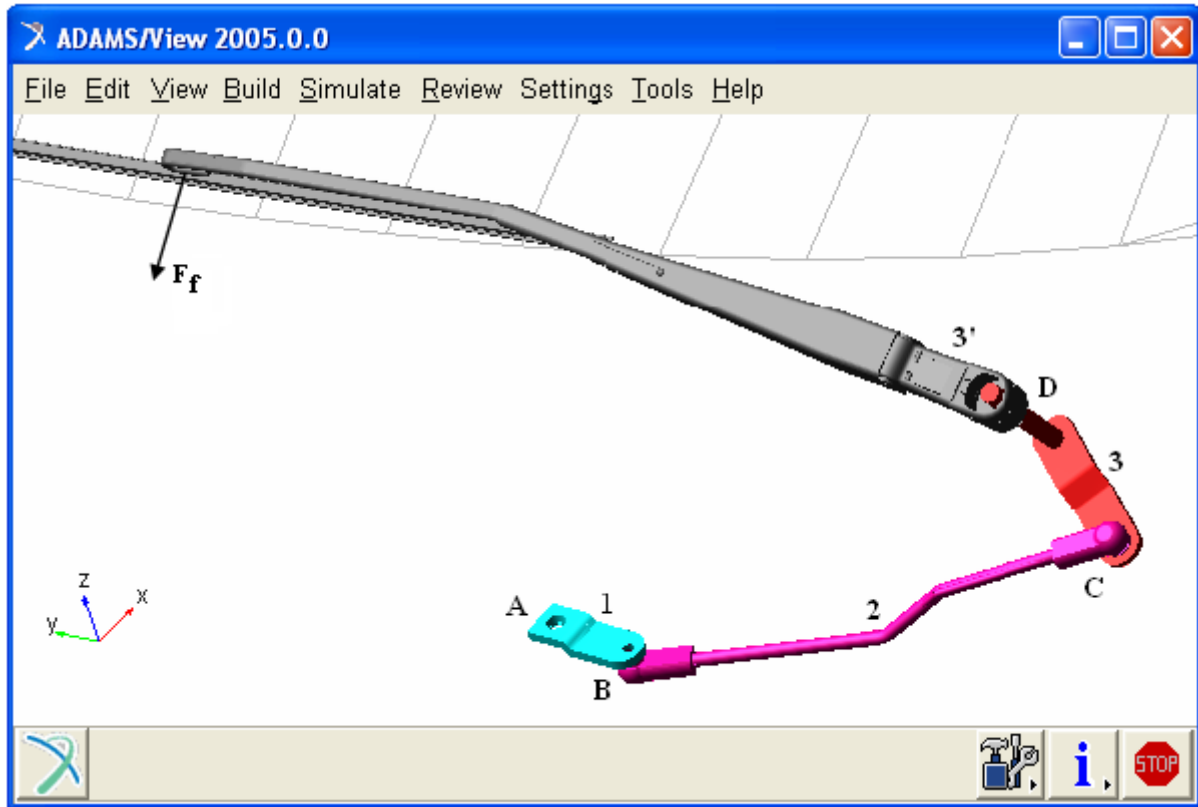 ADAMS/View 2005.0.0
File Edit View Build Simulate Review Settings Tools Help
Ff
3'
D
3
z
x
y
A
1
2
C
B
i
STOP